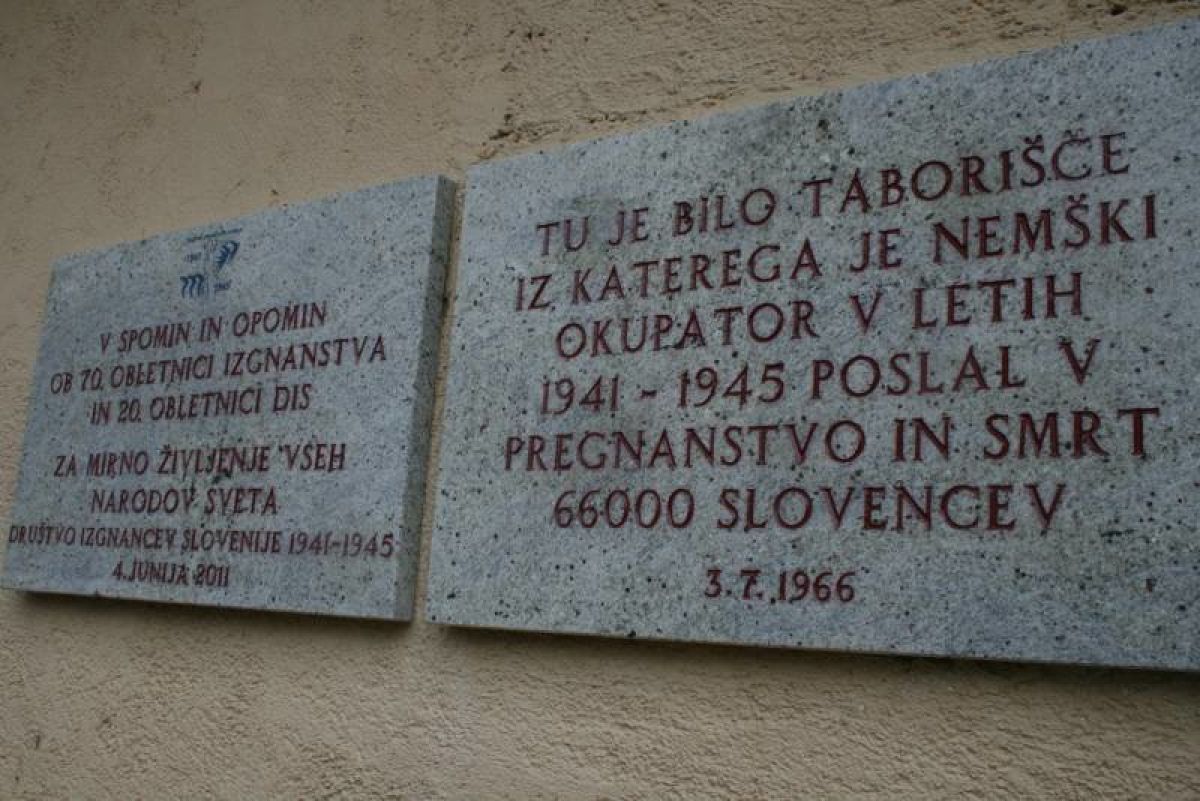 V SPOMIN IN OPOMIN
OB 70. OBLETNICI IZGNANSTVA
IN 20. OBLETNICI DIS
ZA MIRNO ŽIVLJENJE VSEH
NARODOV SVETA
DRUŠTVO IZGNANCEV SLOVENIJE 1941-1945
4. JUNIJA 2011
TU JE BILO TABORIŠČE
IZ KATEREGA JE NEMŠKI
OKUPATOR V LETIH
1941 - 1945 POSLAL V
PREGNANSTVO IN SMRT
66000 SLOVENCEV
3. 7. 1966